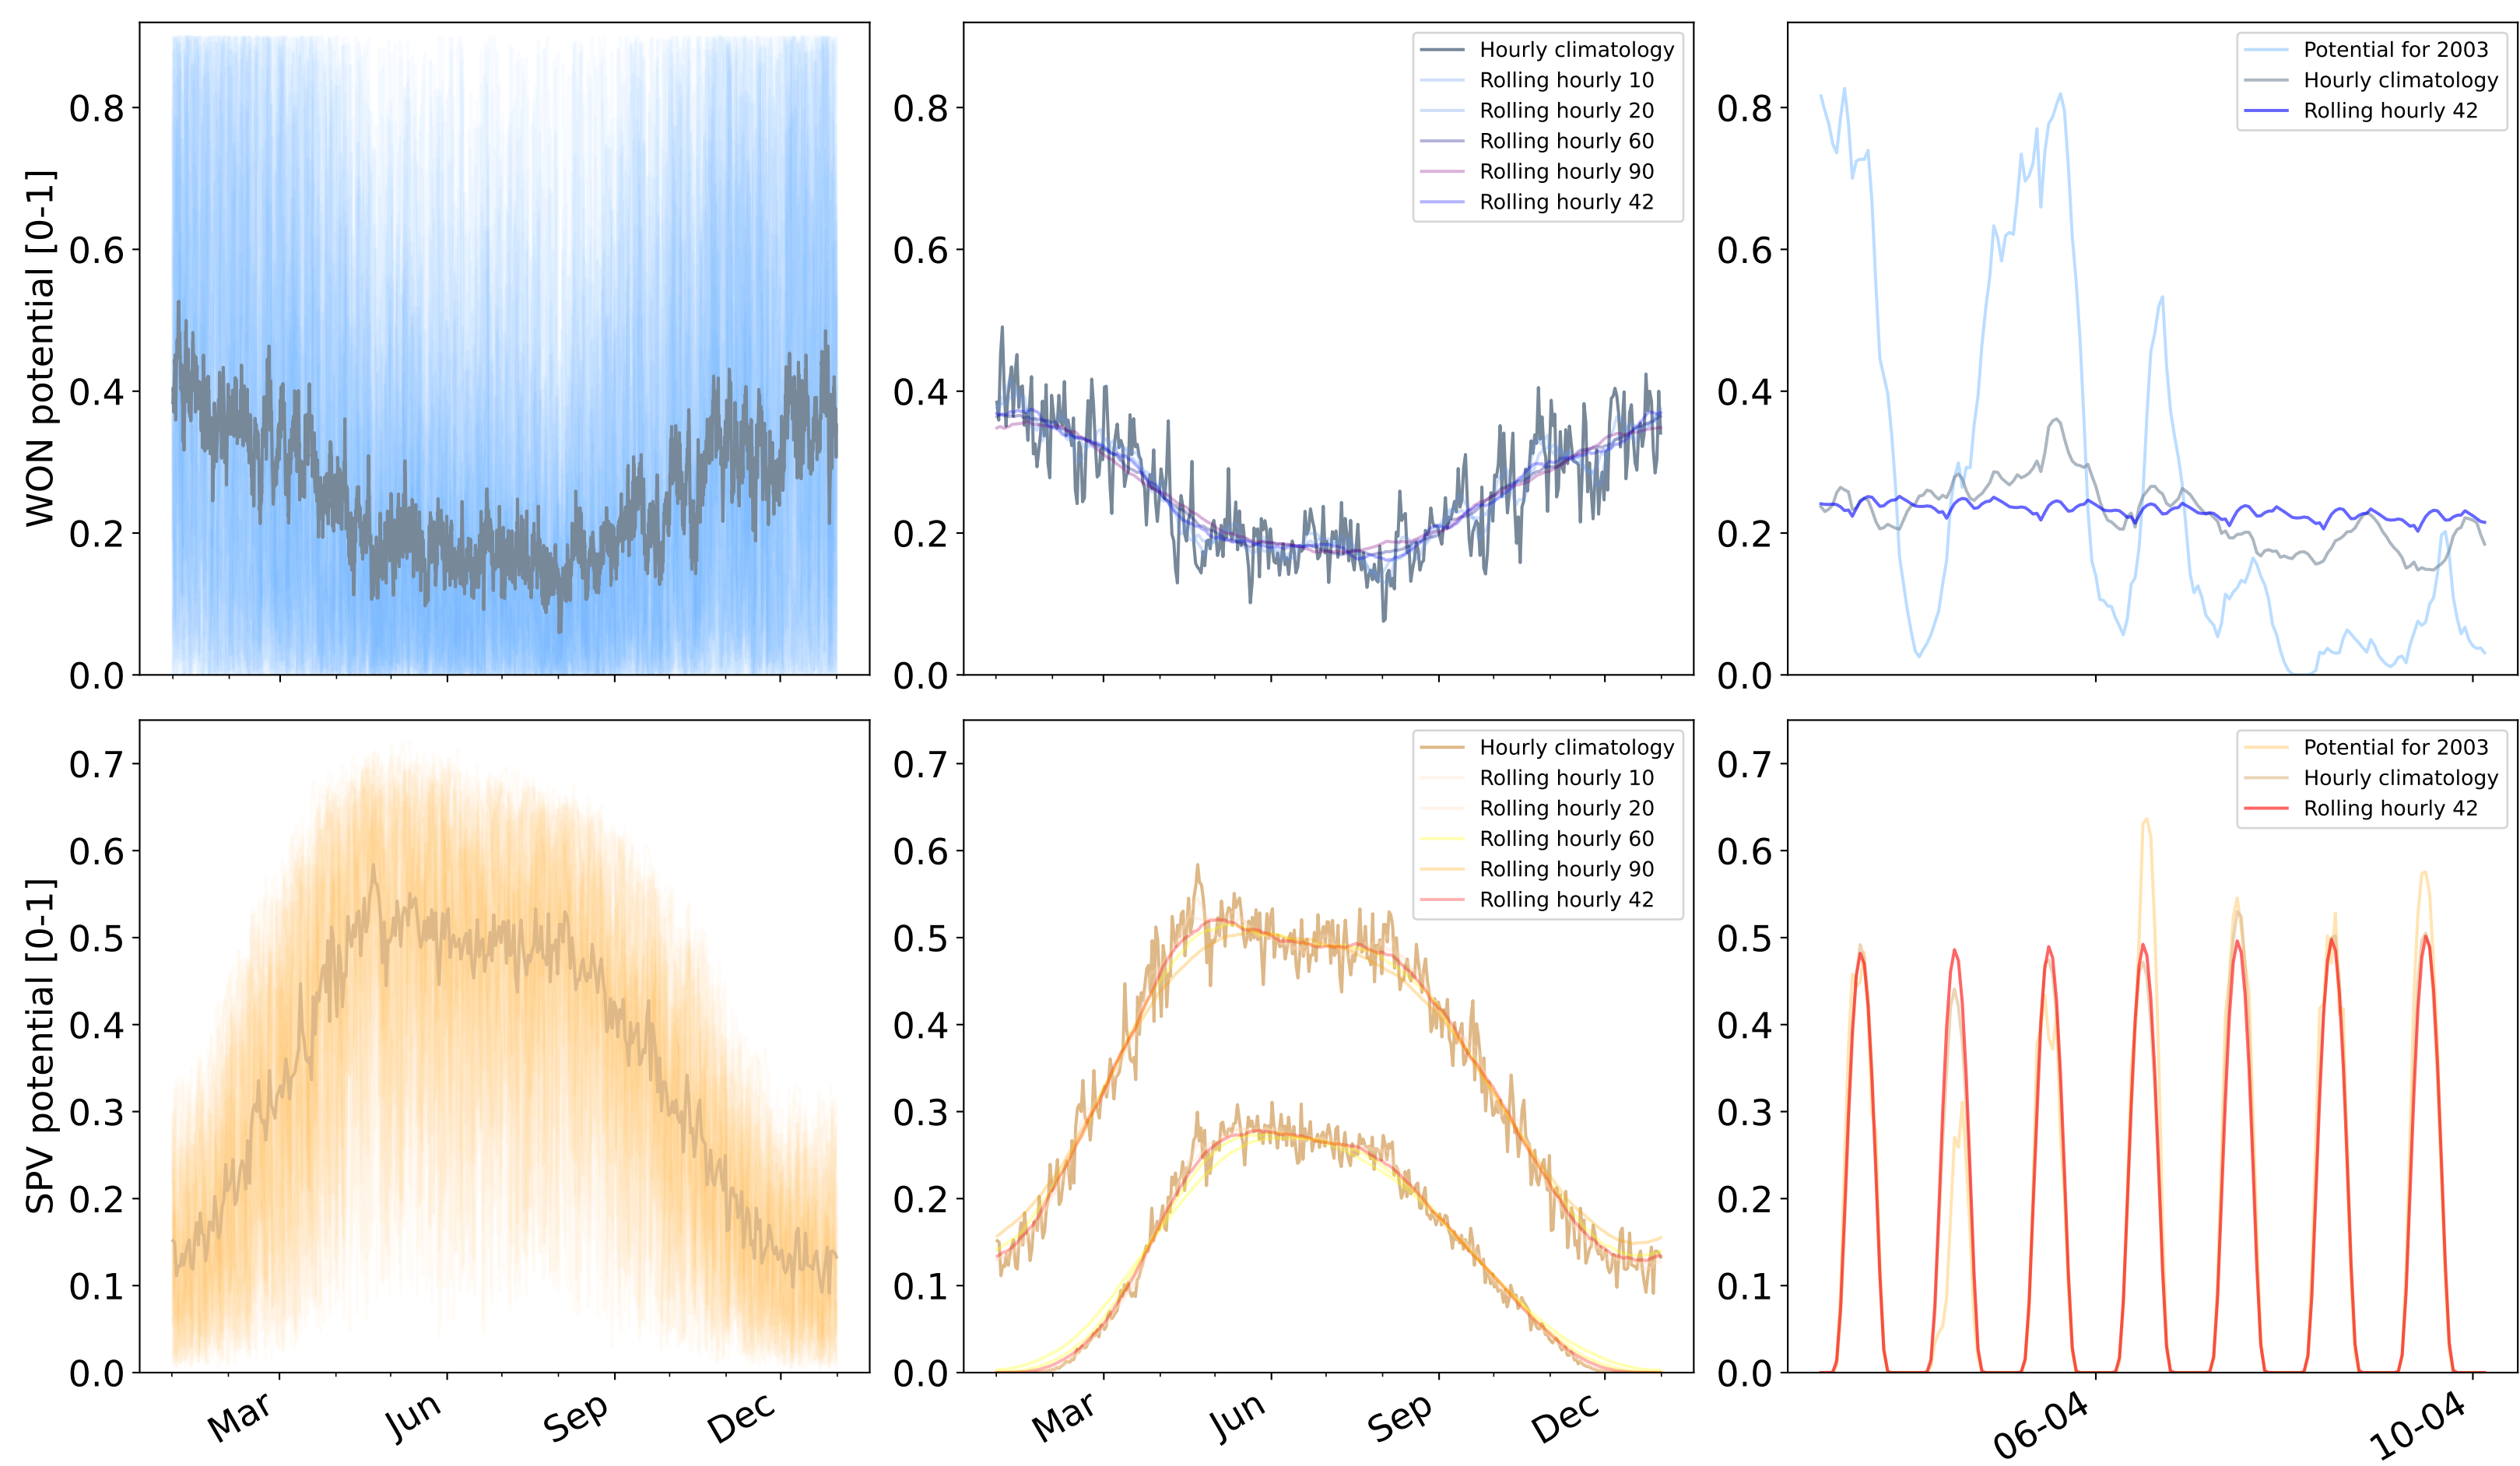 WON potential [0-1]
0.8
0.6
0.4
0.2
0.0
0.8
0.6
0.4
0.2
0.0
Hourly climatology
Rolling hourly 10
Rolling hourly 20
Rolling hourly 60
Rolling hourly 90
Rolling hourly 42
0.8
0.6
0.4
0.2
0.0
Potential for 2003
Hourly climatology
Rolling hourly 42
SPV potential [0-1]
0.7
0.6
0.5
0.4
0.3
0.2
0.1
0.0
Mar
Jun
Sep
Dec
0.7
0.6
0.5
0.4
0.3
0.2
0.1
0.0
Hourly climatology
Rolling hourly 10
Rolling hourly 20
Rolling hourly 60
Rolling hourly 90
Rolling hourly 42
Mar
Jun
Sep
Dec
0.7
0.6
0.5
0.4
0.3
0.2
0.1
0.0
Potential for 2003
Hourly climatology
Rolling hourly 42
06-04
10-04